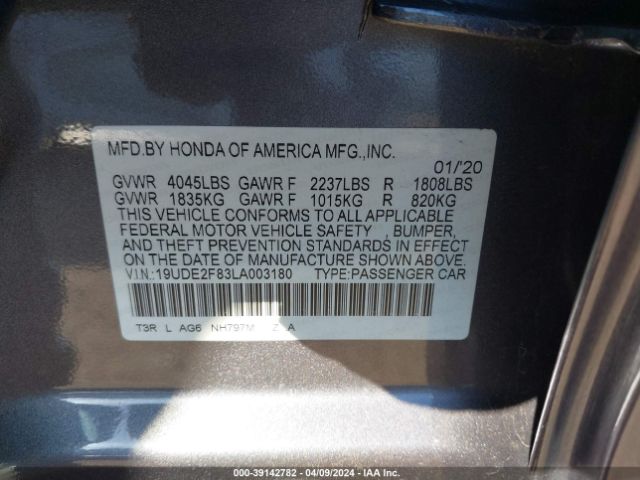 MFD.BY HONDA OF AMERICA MFG.,INC.
01/'20
GVWR 4045LBS GAWR F 2237LBS R 1808LBS
GVWR 1835KG GAWR F 1015KG R 820KG
THIS VEHICLE CONFORMS TO ALL APPLICABLE
FEDERAL MOTOR VEHICLE SAFETY , BUMPER,
AND THEFT PREVENTION STANDARDS IN EFFECT
ON THE DATE OF MANUFACTURE SHOWN ABOVE.
V.I.N.:19UDE2F83LA003180 TYPE:PASSENGER CAR
T3R L AG6 NH797M Z A
000-39142782 | 04/09/2024 | IAA Inc.